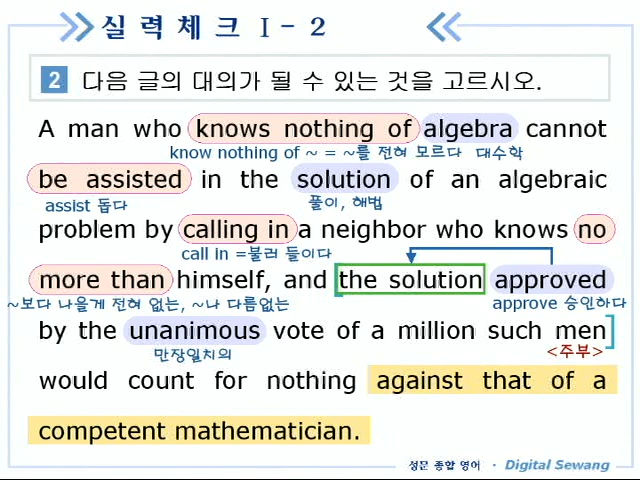 실 력 체 크 I - 2
2 다음 글의 대의가 될 수 있는 것을 고르시오.
A man who knows nothing of algebra cannot
know nothing of ~ = ~를 전혀 모르다 대수학
be assisted in the solution of an algebraic
assist 돕다 풀이, 해법
problem by calling in a neighbor who knows no
call in =불러 들이다
more than himself, and the solution approved
~보다 나을게 전혀 없는, ~나 다름없는 approve 승인하다
by the unanimous vote of a million such men
만장일치의 <주부>
would count for nothing against that of a
competent mathematician.
정문 종합 영어 · Digital Sewang